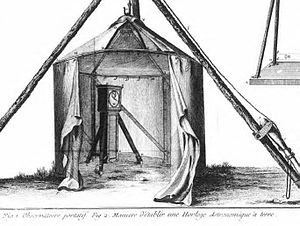 Fig. 1. Observatoire portatif. Fig. 2. Maniere d'établir une Horloge Astronomique à terre.